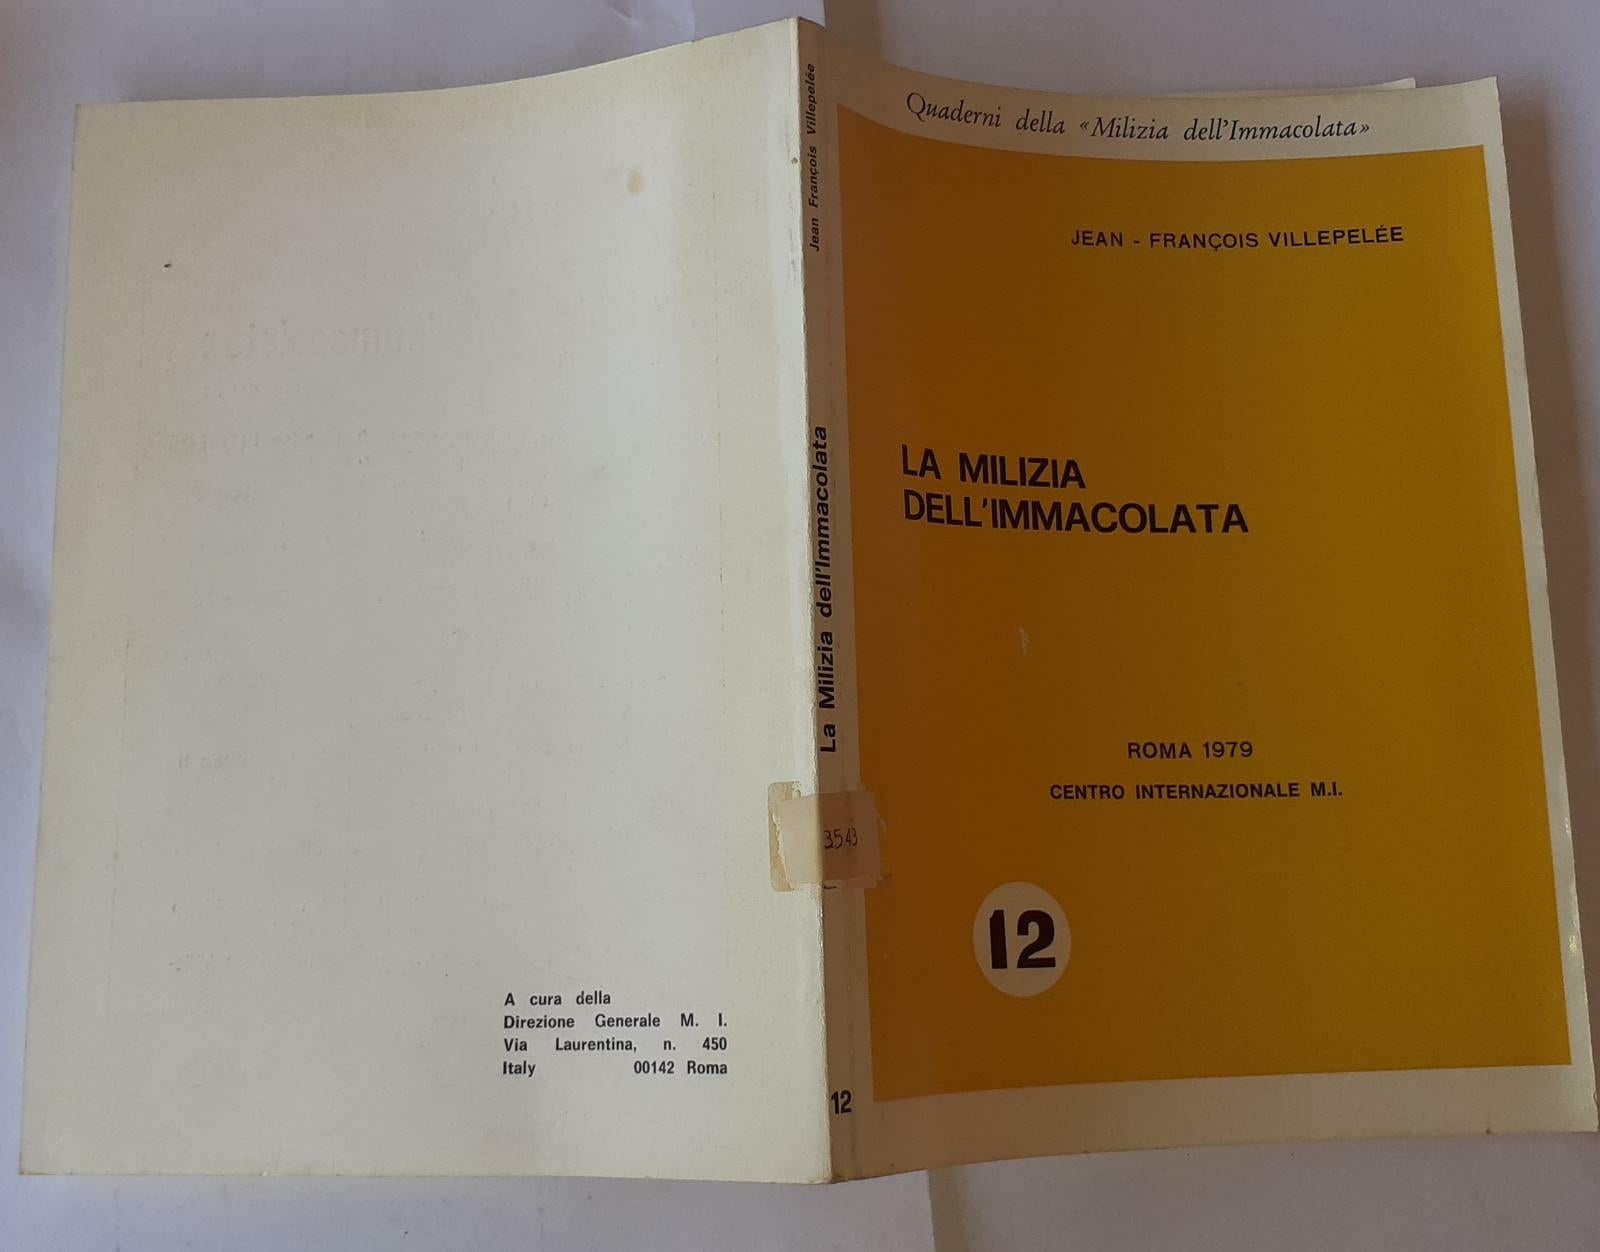 Quaderni della «Milizia dell'Immacolata»
JEAN - FRANÇOIS VILLEPELÉE
LA MILIZIA
DELL'IMMACOLATA
ROMA 1979
CENTRO INTERNAZIONALE M.I.
12
Jean François Villepelée
La Milizia dell'Immacolata
3543
12
A cura della
Direzione Generale M. I.
Via Laurentina, n. 450
Italy 00142 Roma